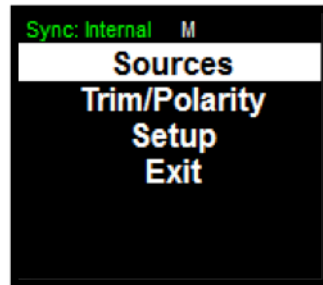 Sync: Internal M
Sources
Trim/Polarity
Setup
Exit